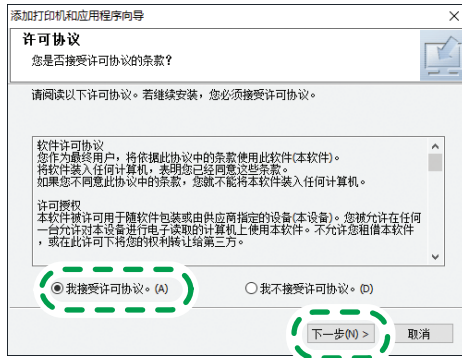 添加打印机和应用程序向导
许可协议
您是否接受许可协议的条款？
请阅读以下许可协议。若继续安装，您必须接受许可协议。
软件许可协议
您作为最终用户，将依据此协议中的条款使用此软件(本软件)。
将软件装入任何计算机，表明您已经同意这些条款。
如果您不同意此协议中的条款，您就不能将本软件装入任何计算机。
许可授权
本软件被许可用于随软件包装或由供应商指定的设备(本设备)。您被允许在任何
一台允许对本设备进行电子读取的计算机上使用本软件。不允许您租借本软件
，或在此许可下将您的权利转让给第三方。
我接受许可协议。(A) 我不接受许可协议。(D)
下一步(N) > 取消